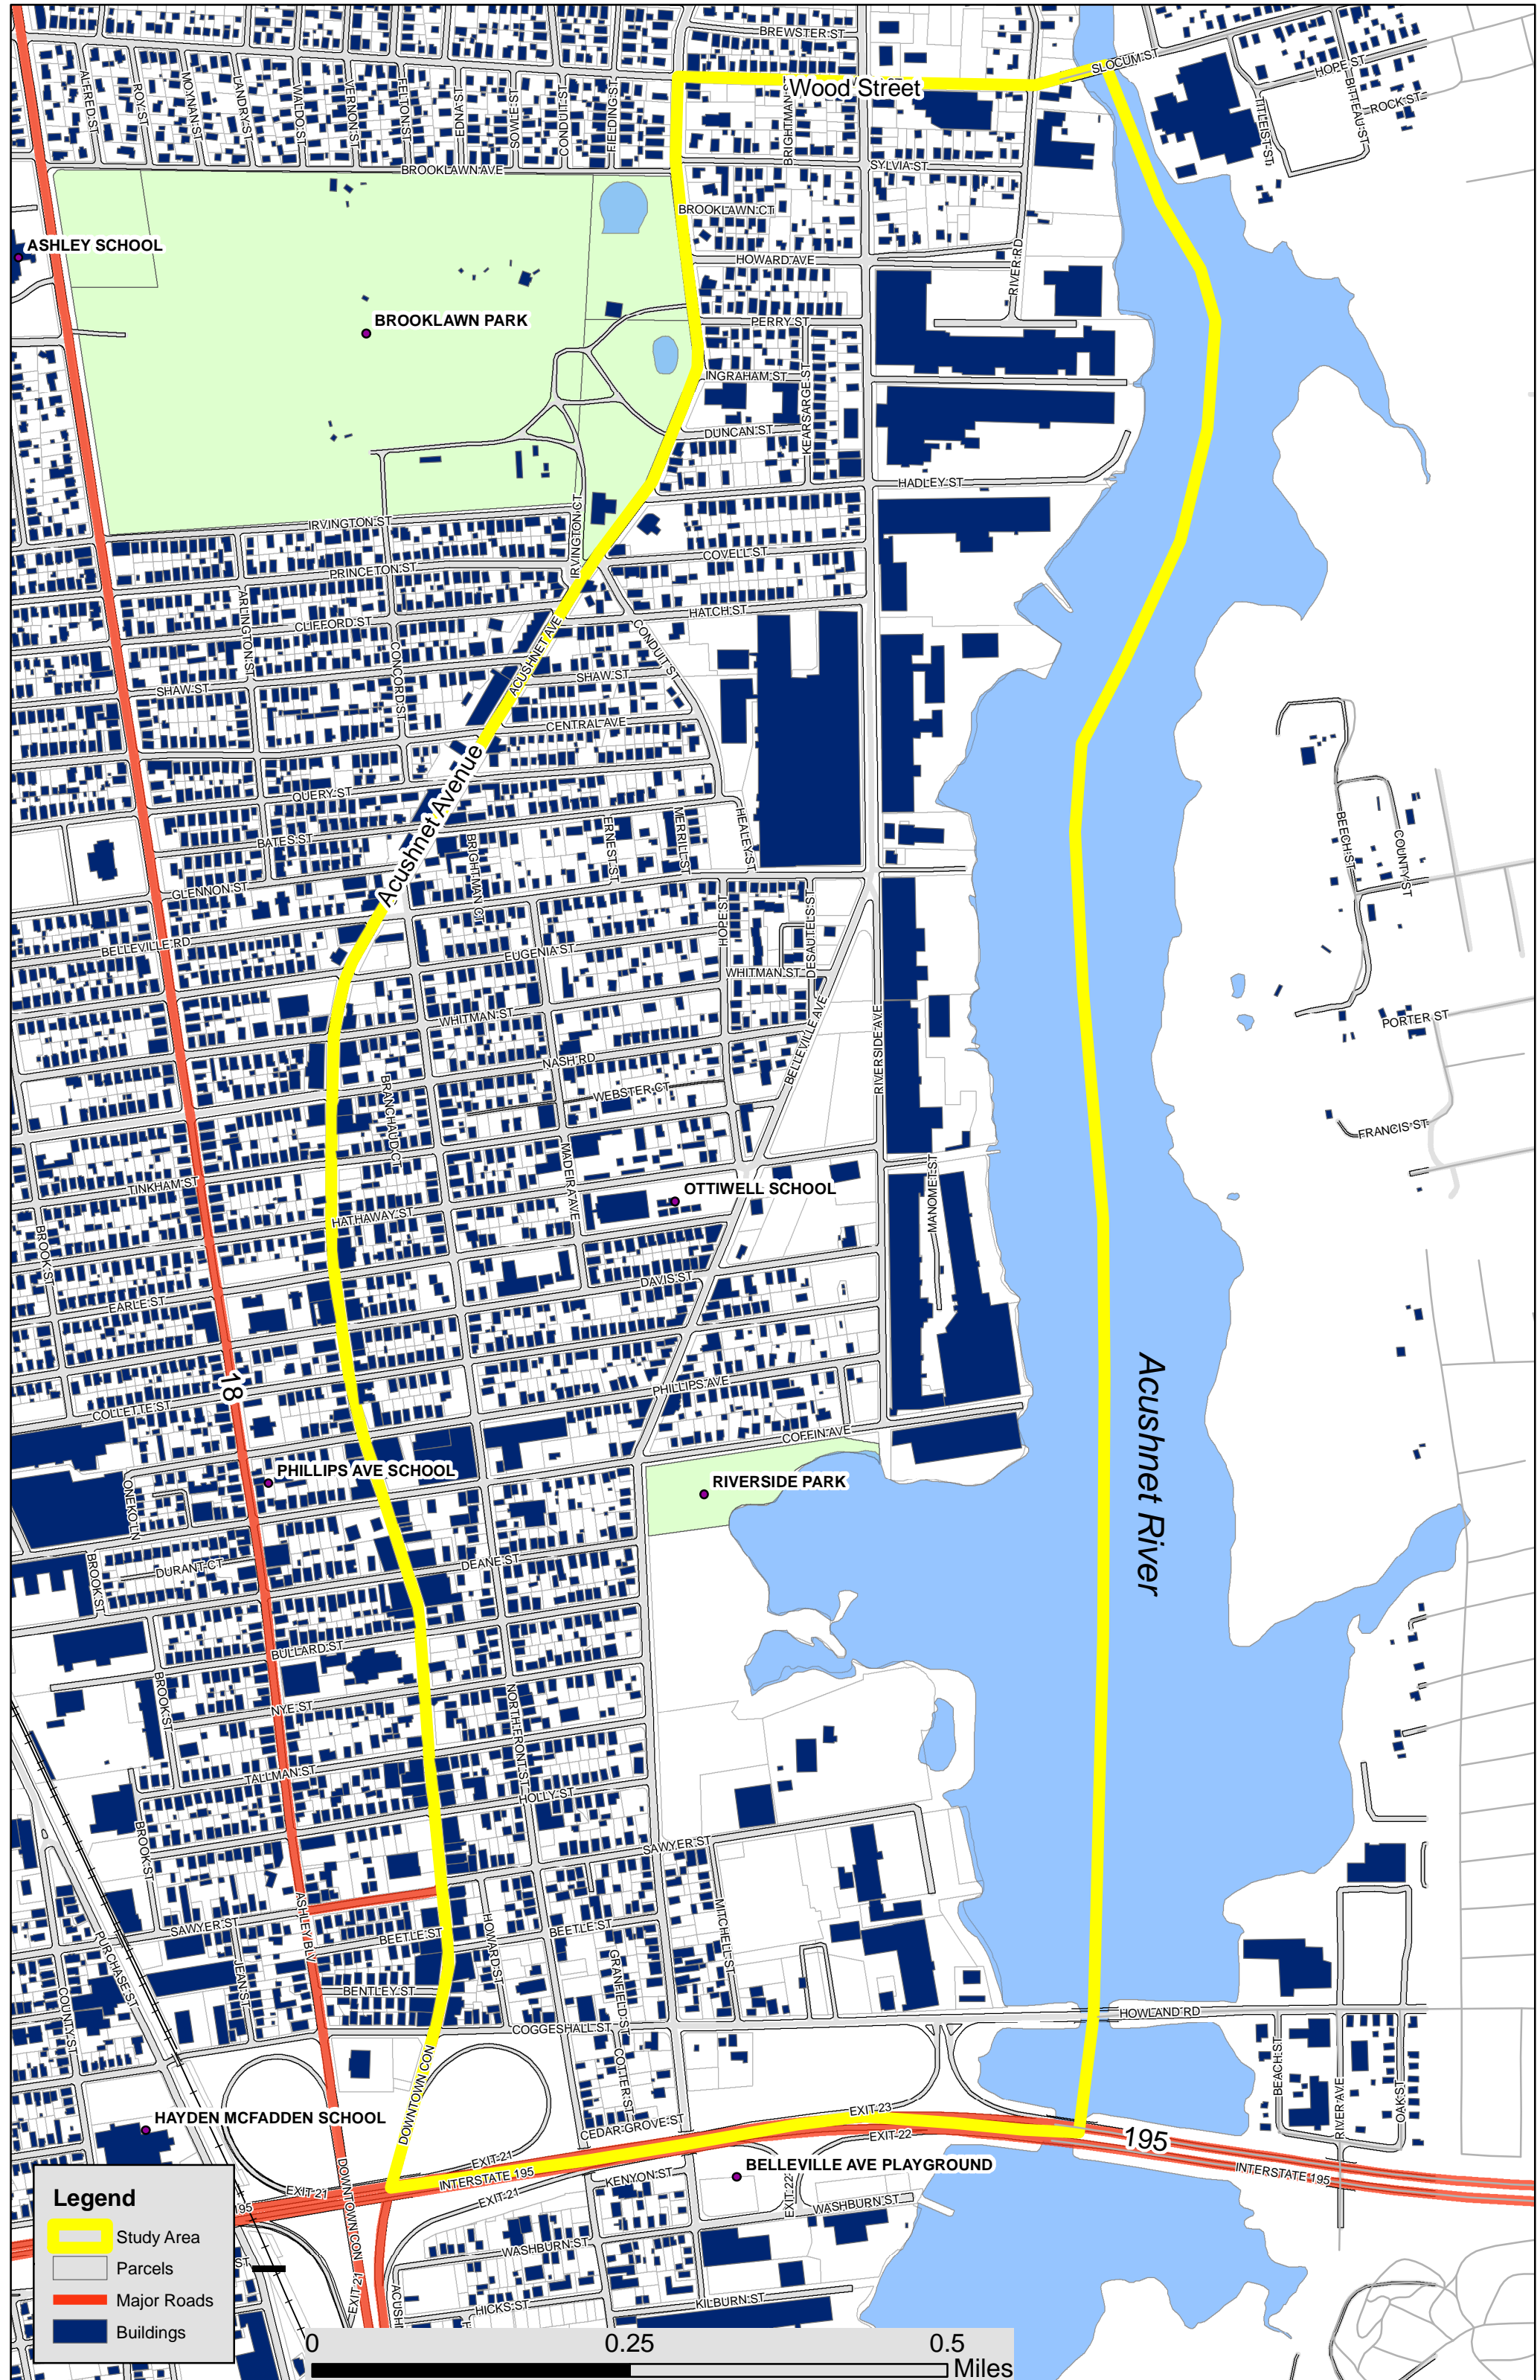 BREWSTER ST
SLOCUM ST
HOPE ST
Wood Street
ALFRED ST
ROY ST
MOYNAN ST
LANDRY ST
WALDO ST
VERNON ST
FELTON ST
EDNA ST
SOWLE ST
CONDUIT ST
FIELDING ST
BRIGHTMAN S
TITLEIST ST
BITTEAU ST
ROCK ST
BROOKLAWN AVE
SYLVIA ST
BROOKLAWN CT
ASHLEY SCHOOL
HOWARD AVE
RIVER RD
BROOKLAWN PARK
PERRY ST
INGRAHAM ST
KEARSARGE ST
DUNCAN ST
HADLEY ST
IRVINGTON ST
IRVINGTON CT
COVELL ST
PRINCETON ST
ARLINGTON S
HATCH ST
CLIFFORD ST
CONCORD ST
ACUSHNET AVE
CONDUIT ST
SHAW ST
SHAW ST
CENTRAL AVE
QUERY ST
Acushnet Avenue
BATES ST
BRIGHTMAN CT
ERNEST ST
MERRILL ST
HEALEY ST
BEECH ST
COUNTY ST
GLENNON ST
BELLEVILLE RD
EUGENIA ST
HOPE ST
DESAUTELS ST
WHITMAN ST
WHITMAN ST
BELLEVILLE AVE
RIVERSIDE AVE
PORTER ST
NASH RD
WEBSTER CT
BRANCHAUD CT
FRANCIS ST
MADEIRA AVE
TINKHAM ST
OTTIWELL SCHOOL
MANOMET ST
HATHAWAY ST
BROCK ST
DAVIS ST
EARLE ST
18
PHILLIPS AVE
COLLETTE ST
COFFIN AVE
Acushnet River
PHILLIPS AVE SCHOOL
RIVERSIDE PARK
ONEKO LN
DEANE ST
DURANT CT
BROOK ST
BULLARD ST
BROOK ST
NYE ST
NORTH FRONT ST
TALLMAN ST
HOLLY ST
BROOK ST
SAWYER ST
ASHLEY BLV
SAWYER ST
BEETLE ST
BEETLE ST
HOWARD ST
MITCHELL ST
PURCHASE ST
JEAN ST
GRANFIELD ST
BENTLEY ST
COUNTY ST
COGGESHALL ST
HOWLAND RD
DOWNTOWN CON
COTTER ST
BEACH ST
RIVER AVE
OAK ST
HAYDEN MCFADDEN SCHOOL
CEDAR GROVE ST
EXIT 23
EXIT 22
195
EXIT 21
INTERSTATE 195
KENYON ST
BELLEVILLE AVE PLAYGROUND
INTERSTATE 195
EXIT 21
EXIT 21
EXIT 22
WASHBURN ST
195
DOWNTOWN CON
WASHBURN ST
ST
EXIT 21
ACUSH
HICKS ST
KILBURN ST
Legend
Study Area
Parcels
Major Roads
Buildings
0
0.25
0.5
Miles